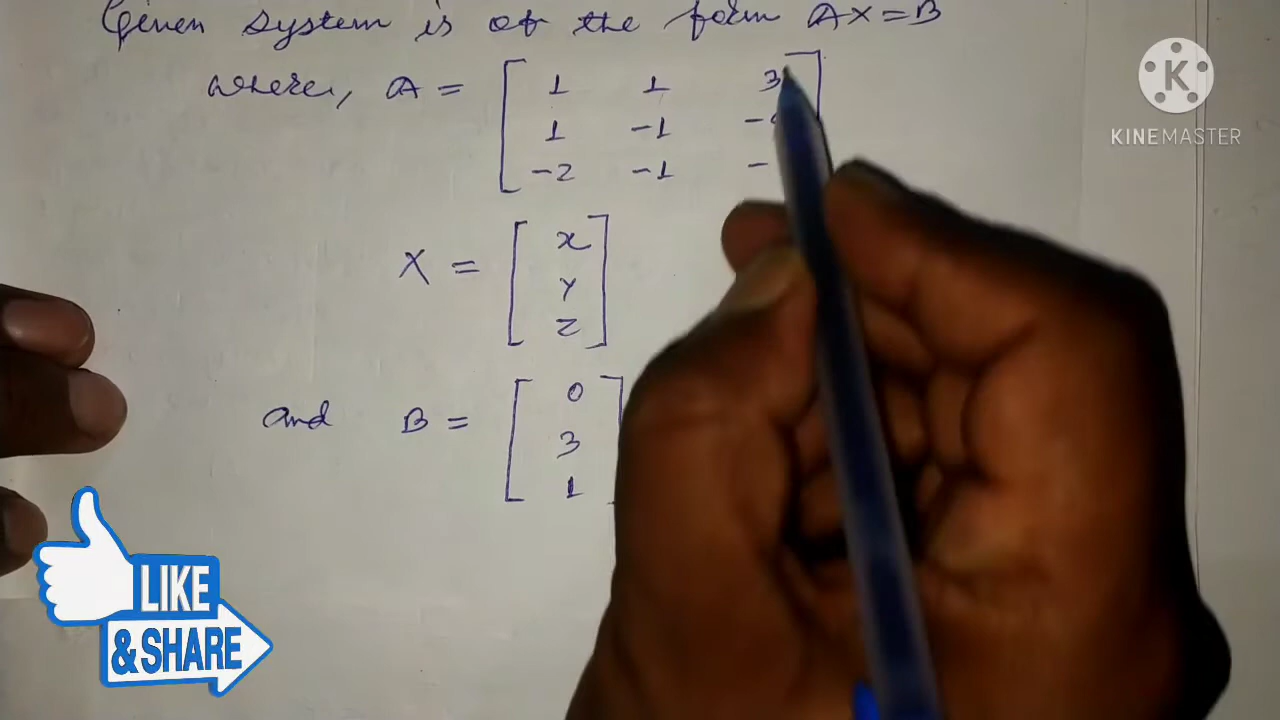 Given system is of the form AX=B
where, A = [ 1 1 3
1 -1 -
-2 -1 - ]
X = [ x
y
z ]
and B = [ 0
3
1 ]
KINEMASTER
K
LIKE
& SHARE